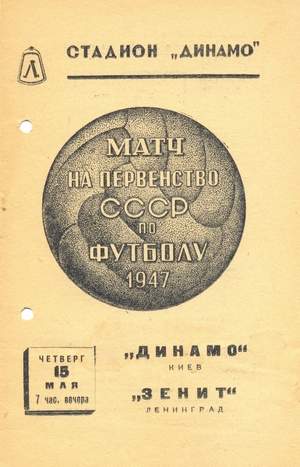 Л
СТАДИОН „ДИНАМО"
МАТЧ
НА ПЕРВЕНСТВО
СССР
ПО
ФУТБОЛУ
1947
ЧЕТВЕРГ
15
МАЯ
7 час. вечера
„ДИНАМО"
КИЕВ
„ЗЕНИТ"
ЛЕНИНГРАД